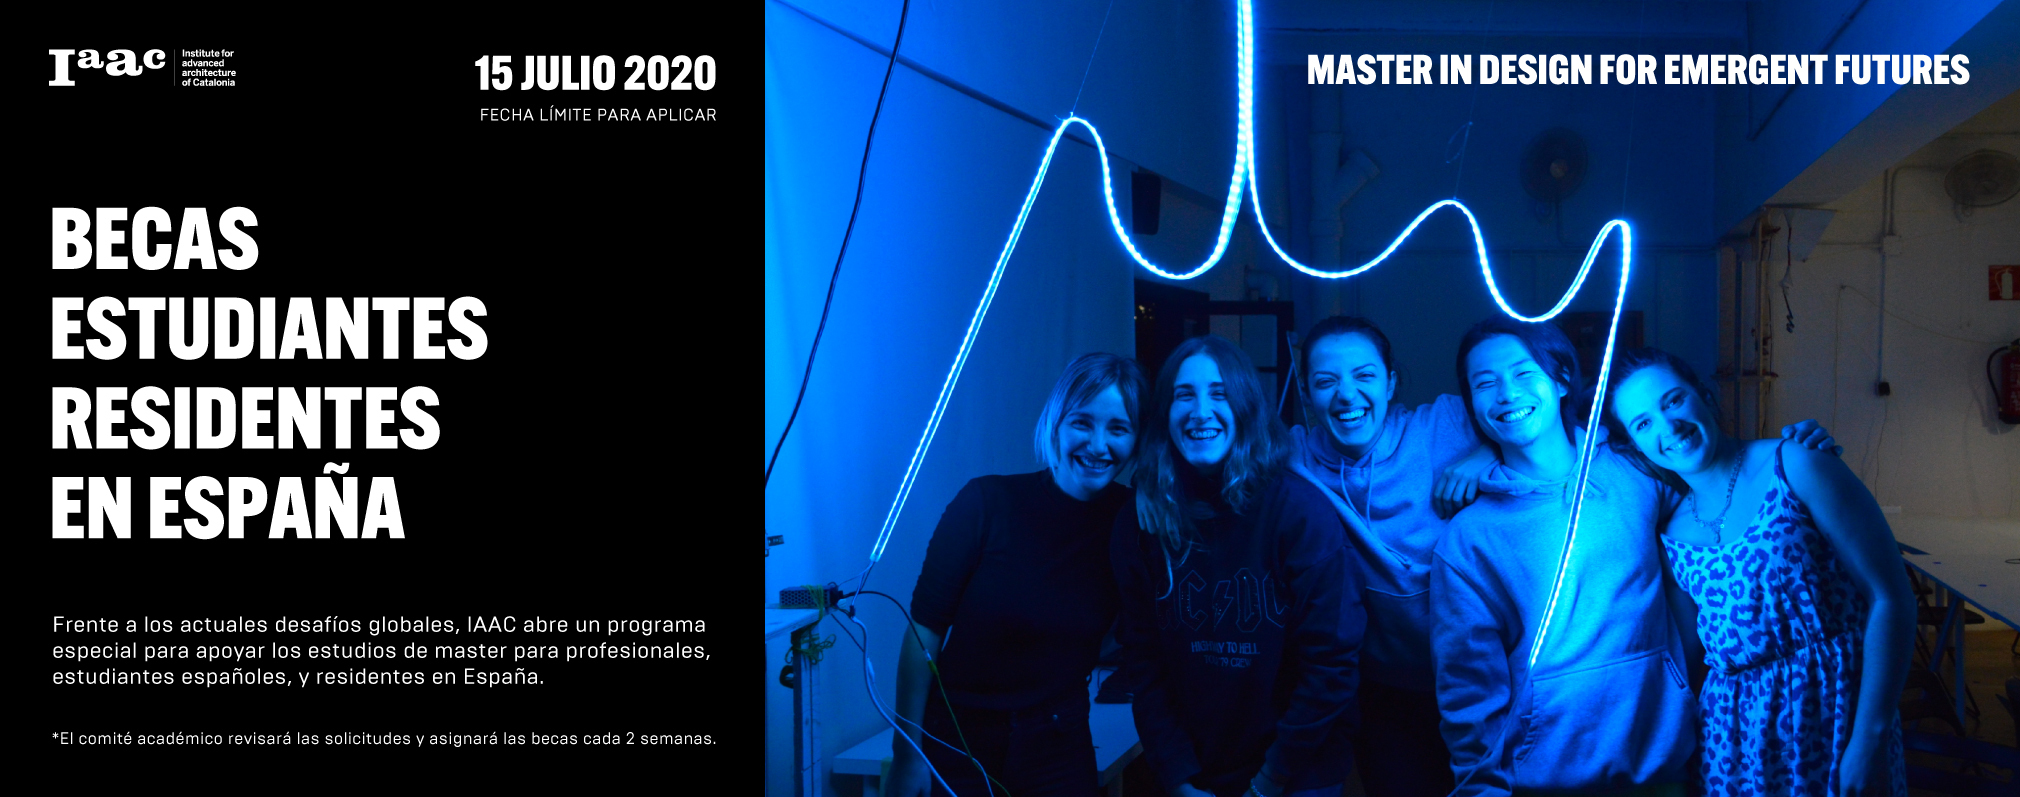 Iaac
Institute for
advanced
architecture
of Catalonia
15 JULIO 2020
FECHA LÍMITE PARA APLICAR
BECAS
ESTUDIANTES
RESIDENTES
EN ESPAÑA
Frente a los actuales desafíos globales, IAAC abre un programa
especial para apoyar los estudios de master para profesionales,
estudiantes españoles, y residentes en España.
*El comité académico revisará las solicitudes y asignará las becas cada 2 semanas.
MASTER IN DESIGN FOR EMERGENT FUTURES
AC⚡DC
HIGHWAY TO HELL